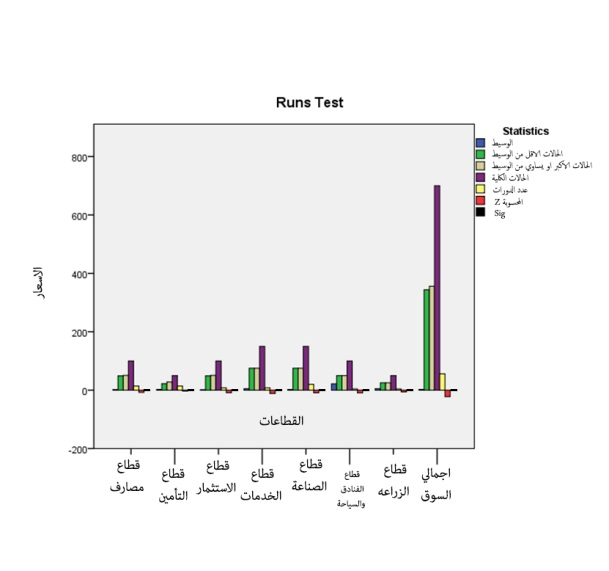 Runs Test
Statistics
الوسيط
الحالات الاقل من الوسيط
الحالات الاكبر او يساوي من الوسيط
الحالات الكلية
عدد الدورات
المحسوبة Z
Sig
800
600
400
200
0
-200
الاسعار
القطاعات
قطاع
مصارف
قطاع
التأمين
قطاع
الاستثمار
قطاع
الخدمات
قطاع
الصناعة
قطاع
الفنادق
والسياحة
قطاع
الزراعه
اجمالي
السوق